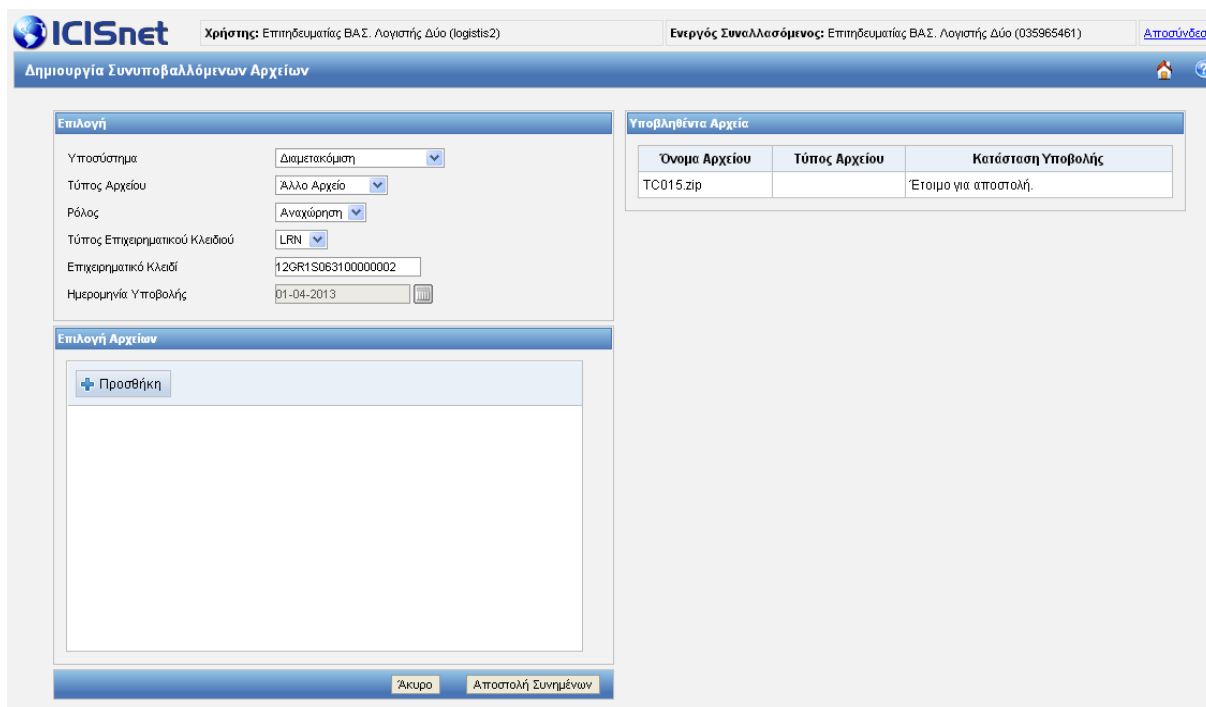 ICISnet
Χρήστης: Επιτηδευματίας ΒΑΣ. Λογιστής Δύο (logistis2)
Ενεργός Συναλλασόμενος: Επιτηδευματίας ΒΑΣ. Λογιστής Δύο (035965461)
Αποσύνδεσ
Δημιουργία Συνυποβαλλόμενων Αρχείων
Επιλογή
Υποσύστημα Διαμετακόμιση
Τύπος Αρχείου Άλλο Αρχείο
Ρόλος Αναχώρηση
Τύπος Επιχειρηματικού Κλειδιού LRN
Επιχειρηματικό Κλειδί 12GR1S063100000002
Ημερομηνία Υποβολής 01-04-2013
Επιλογή Αρχείων
Προσθήκη
Άκυρο Αποστολή Συνημένων
Υποβληθέντα Αρχεία
Όνομα Αρχείου Τύπος Αρχείου Κατάσταση Υποβολής
TC015.zip Έτοιμο για αποστολή.